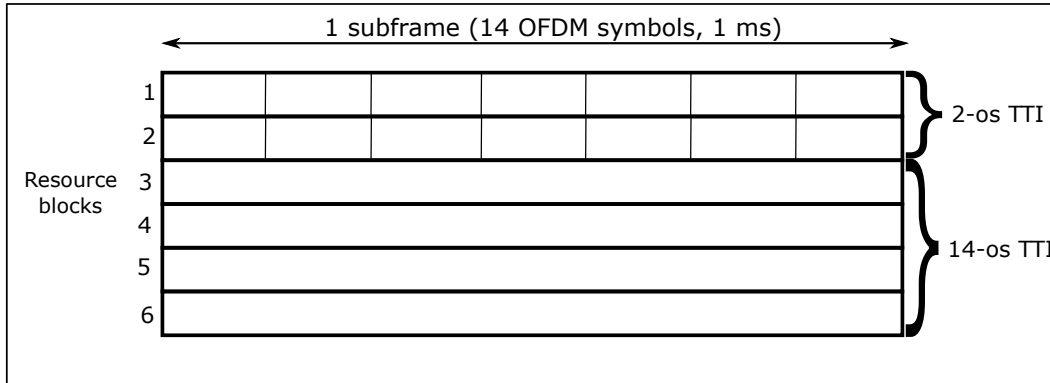 1 subframe (14 OFDM symbols, 1 ms)
1
2
2-os TTI
Resource
blocks
3
4
5
6
14-os TTI